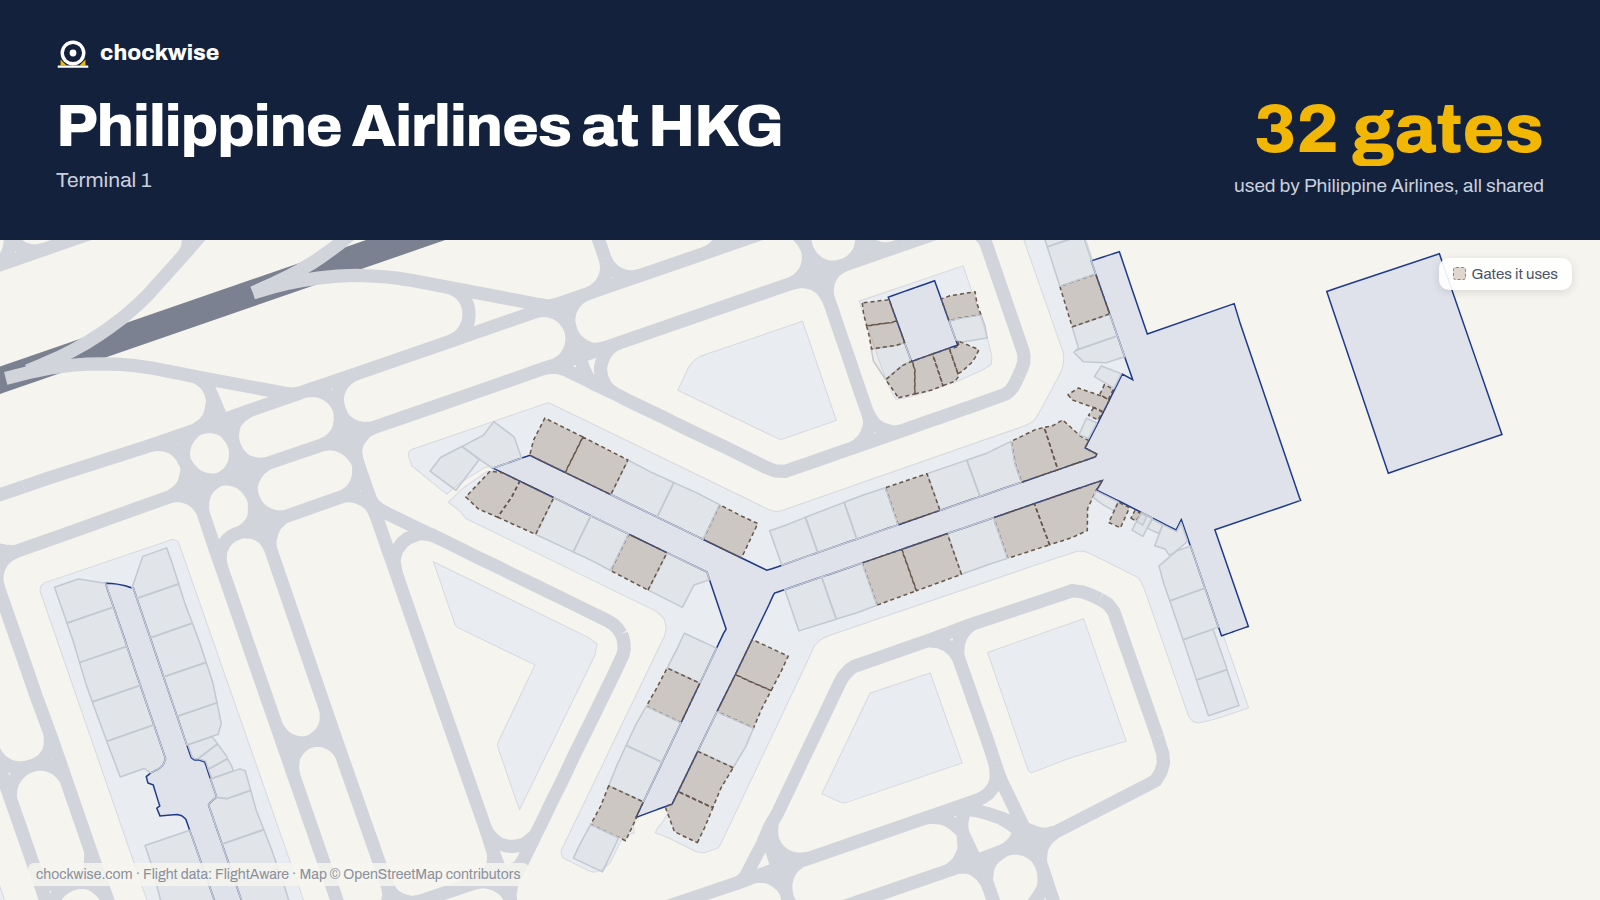 chockwise
Philippine Airlines at HKG
Terminal 1
32 gates
used by Philippine Airlines, all shared
Gates it uses
chockwise.com · Flight data: FlightAware · Map © OpenStreetMap contributors